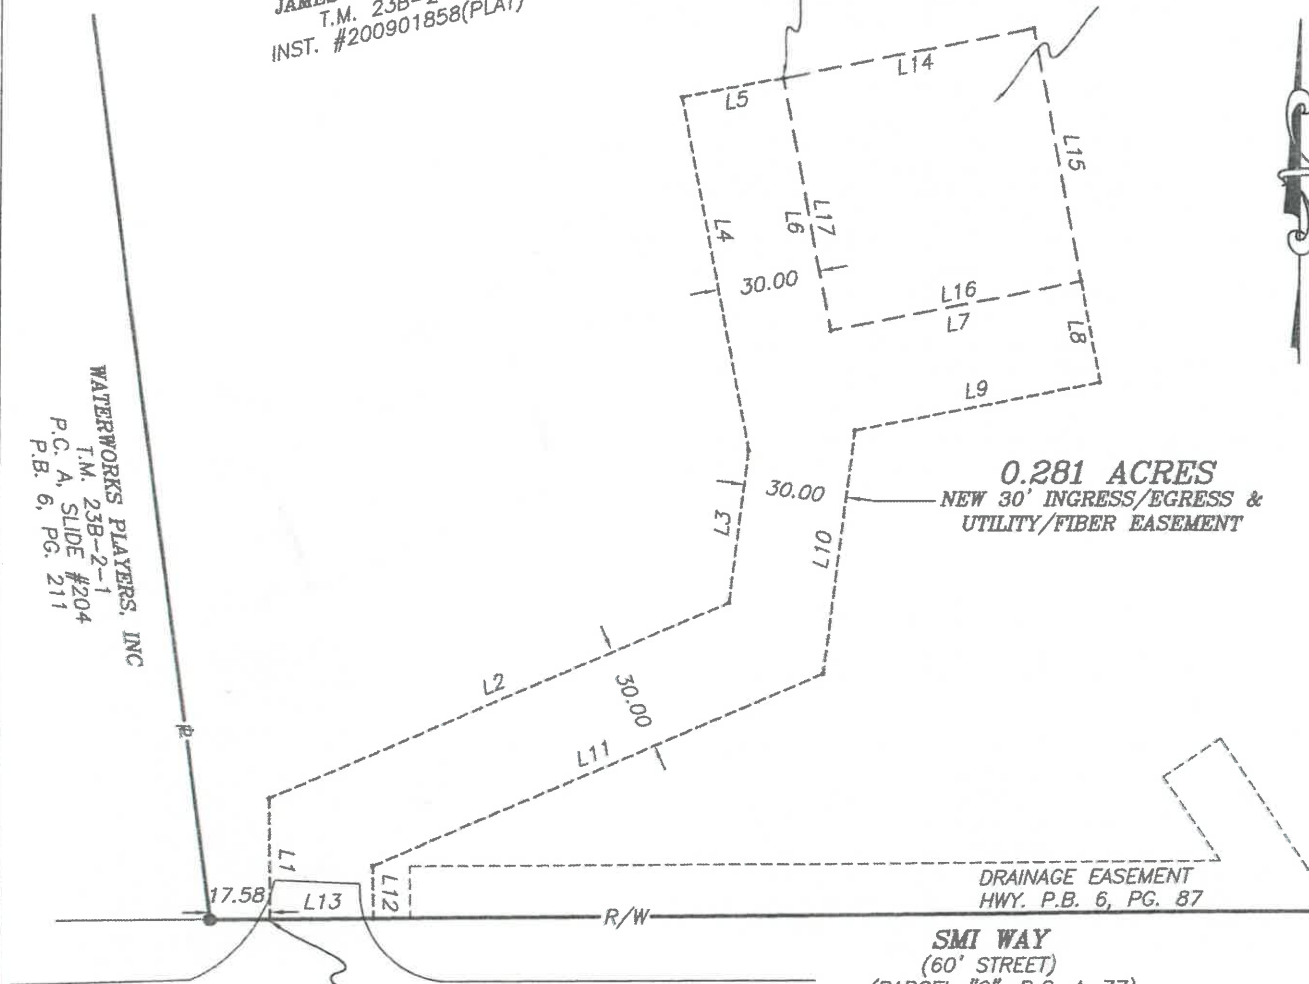 JAMES
T.M. 23B-2
INST. #200901858(PLAT)
L14
L5
L15
L4
L6
L17
30.00
L16
L7
L8
L9
0.281 ACRES
NEW 30' INGRESS/EGRESS &
UTILITY/FIBER EASEMENT
30.00
L3
L10
WATERWORKS PLAYERS, INC
T.M. 23B-2-1
P.C. A, SLIDE #204
P.B. 6, PG. 211
L2
30.00
L11
L1
L12
17.58
L13
R/W
DRAINAGE EASEMENT
HWY. P.B. 6, PG. 87
SMI WAY
(60' STREET)